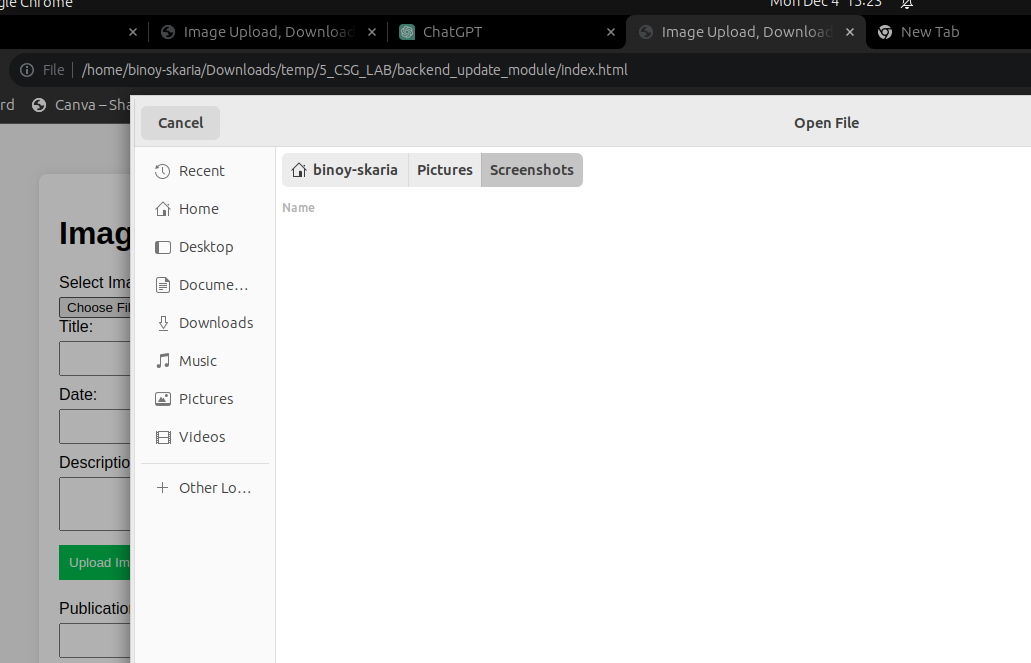 gle Chrome
Mon Dec 4 15:23
Image Upload, Download
ChatGPT
Image Upload, Download
New Tab
File
/home/binoy-skaria/Downloads/temp/5_CSG_LAB/backend_update_module/index.html
rd
Canva – Sha
Cancel
Open File
Recent
Home
Desktop
Docume…
Downloads
Music
Pictures
Videos
Other Lo…
binoy-skaria
Pictures
Screenshots
Name
Imag
Select Ima
Choose Fil
Title:
Date:
Descriptio
Upload Im
Publication